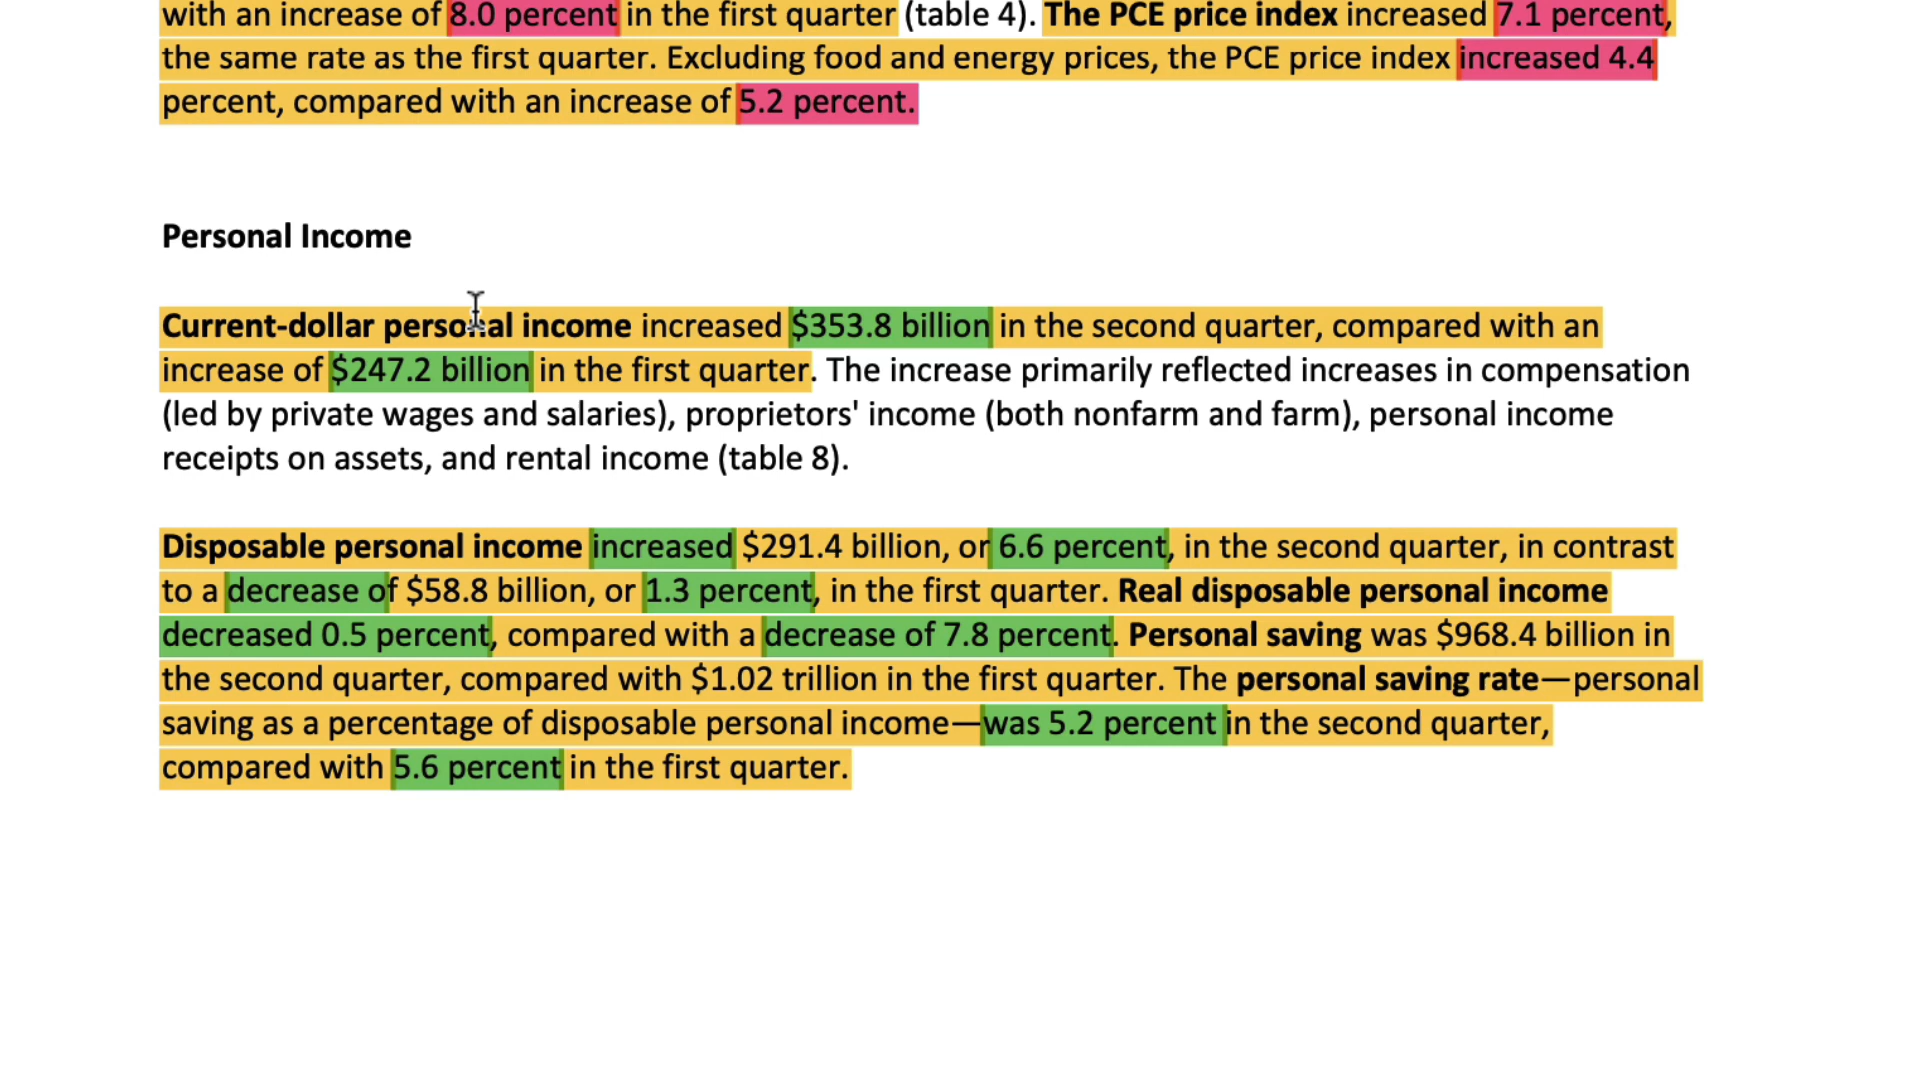 with an increase of 8.0 percent in the first quarter (table 4). The PCE price index increased 7.1 percent,
the same rate as the first quarter. Excluding food and energy prices, the PCE price index increased 4.4
percent, compared with an increase of 5.2 percent.
Personal Income
Current-dollar personal income increased $353.8 billion in the second quarter, compared with an
increase of $247.2 billion in the first quarter. The increase primarily reflected increases in compensation
(led by private wages and salaries), proprietors' income (both nonfarm and farm), personal income
receipts on assets, and rental income (table 8).
Disposable personal income increased $291.4 billion, or 6.6 percent, in the second quarter, in contrast
to a decrease of $58.8 billion, or 1.3 percent, in the first quarter. Real disposable personal income
decreased 0.5 percent, compared with a decrease of 7.8 percent. Personal saving was $968.4 billion in
the second quarter, compared with $1.02 trillion in the first quarter. The personal saving rate—personal
saving as a percentage of disposable personal income—was 5.2 percent in the second quarter,
compared with 5.6 percent in the first quarter.